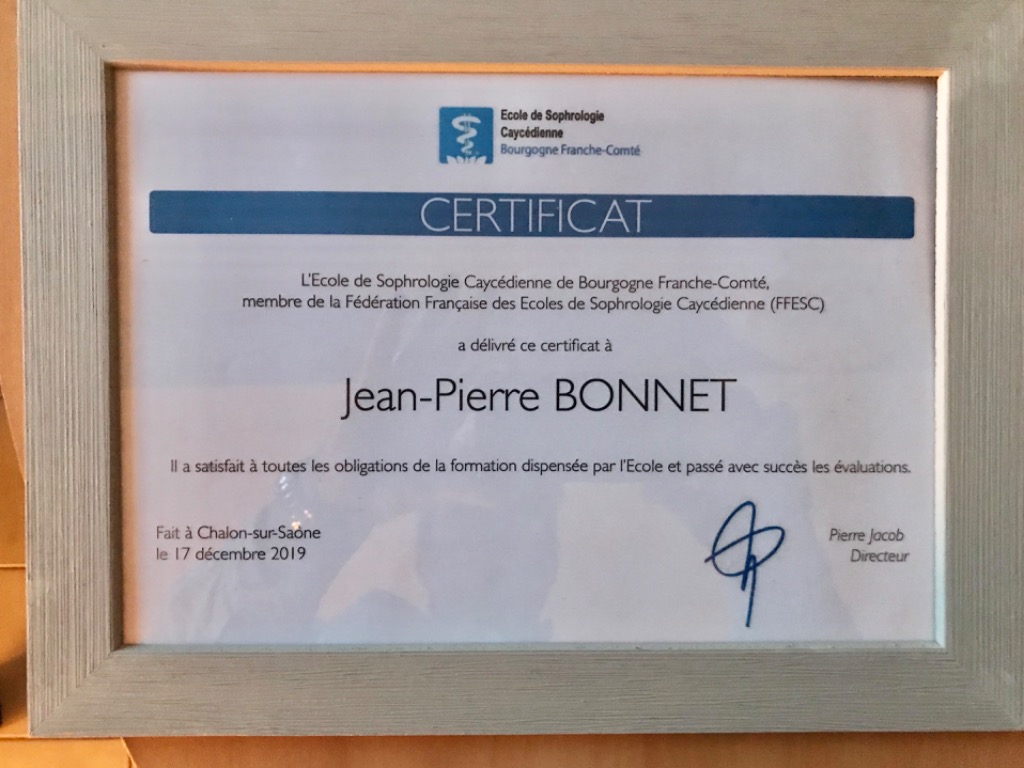 Ecole de Sophrologie
Caycédienne
Bourgogne Franche-Comté
CERTIFICAT
L'Ecole de Sophrologie Caycédienne de Bourgogne Franche-Comté,
membre de la Fédération Française des Ecoles de Sophrologie Caycédienne (FFESC)
a délivré ce certificat à
Jean-Pierre BONNET
Il a satisfait à toutes les obligations de la formation dispensée par l'Ecole et passé avec succès les évaluations.
Fait à Chalon-sur-Saône
le 17 décembre 2019
Pierre Jacob
Directeur